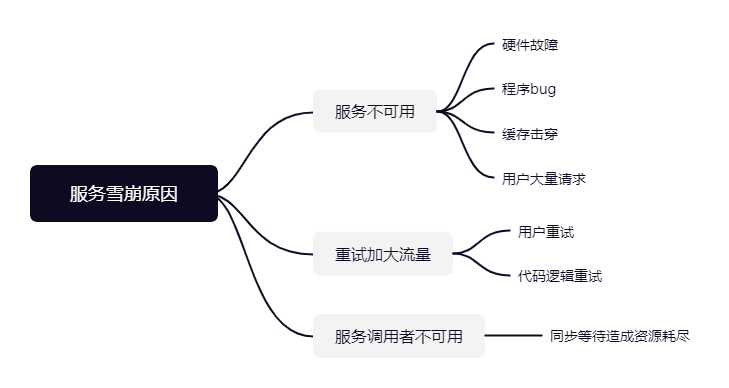 服务雪崩原因
服务不可用
硬件故障
程序bug
缓存击穿
用户大量请求
重试加大流量
用户重试
代码逻辑重试
服务调用者不可用
同步等待造成资源耗尽